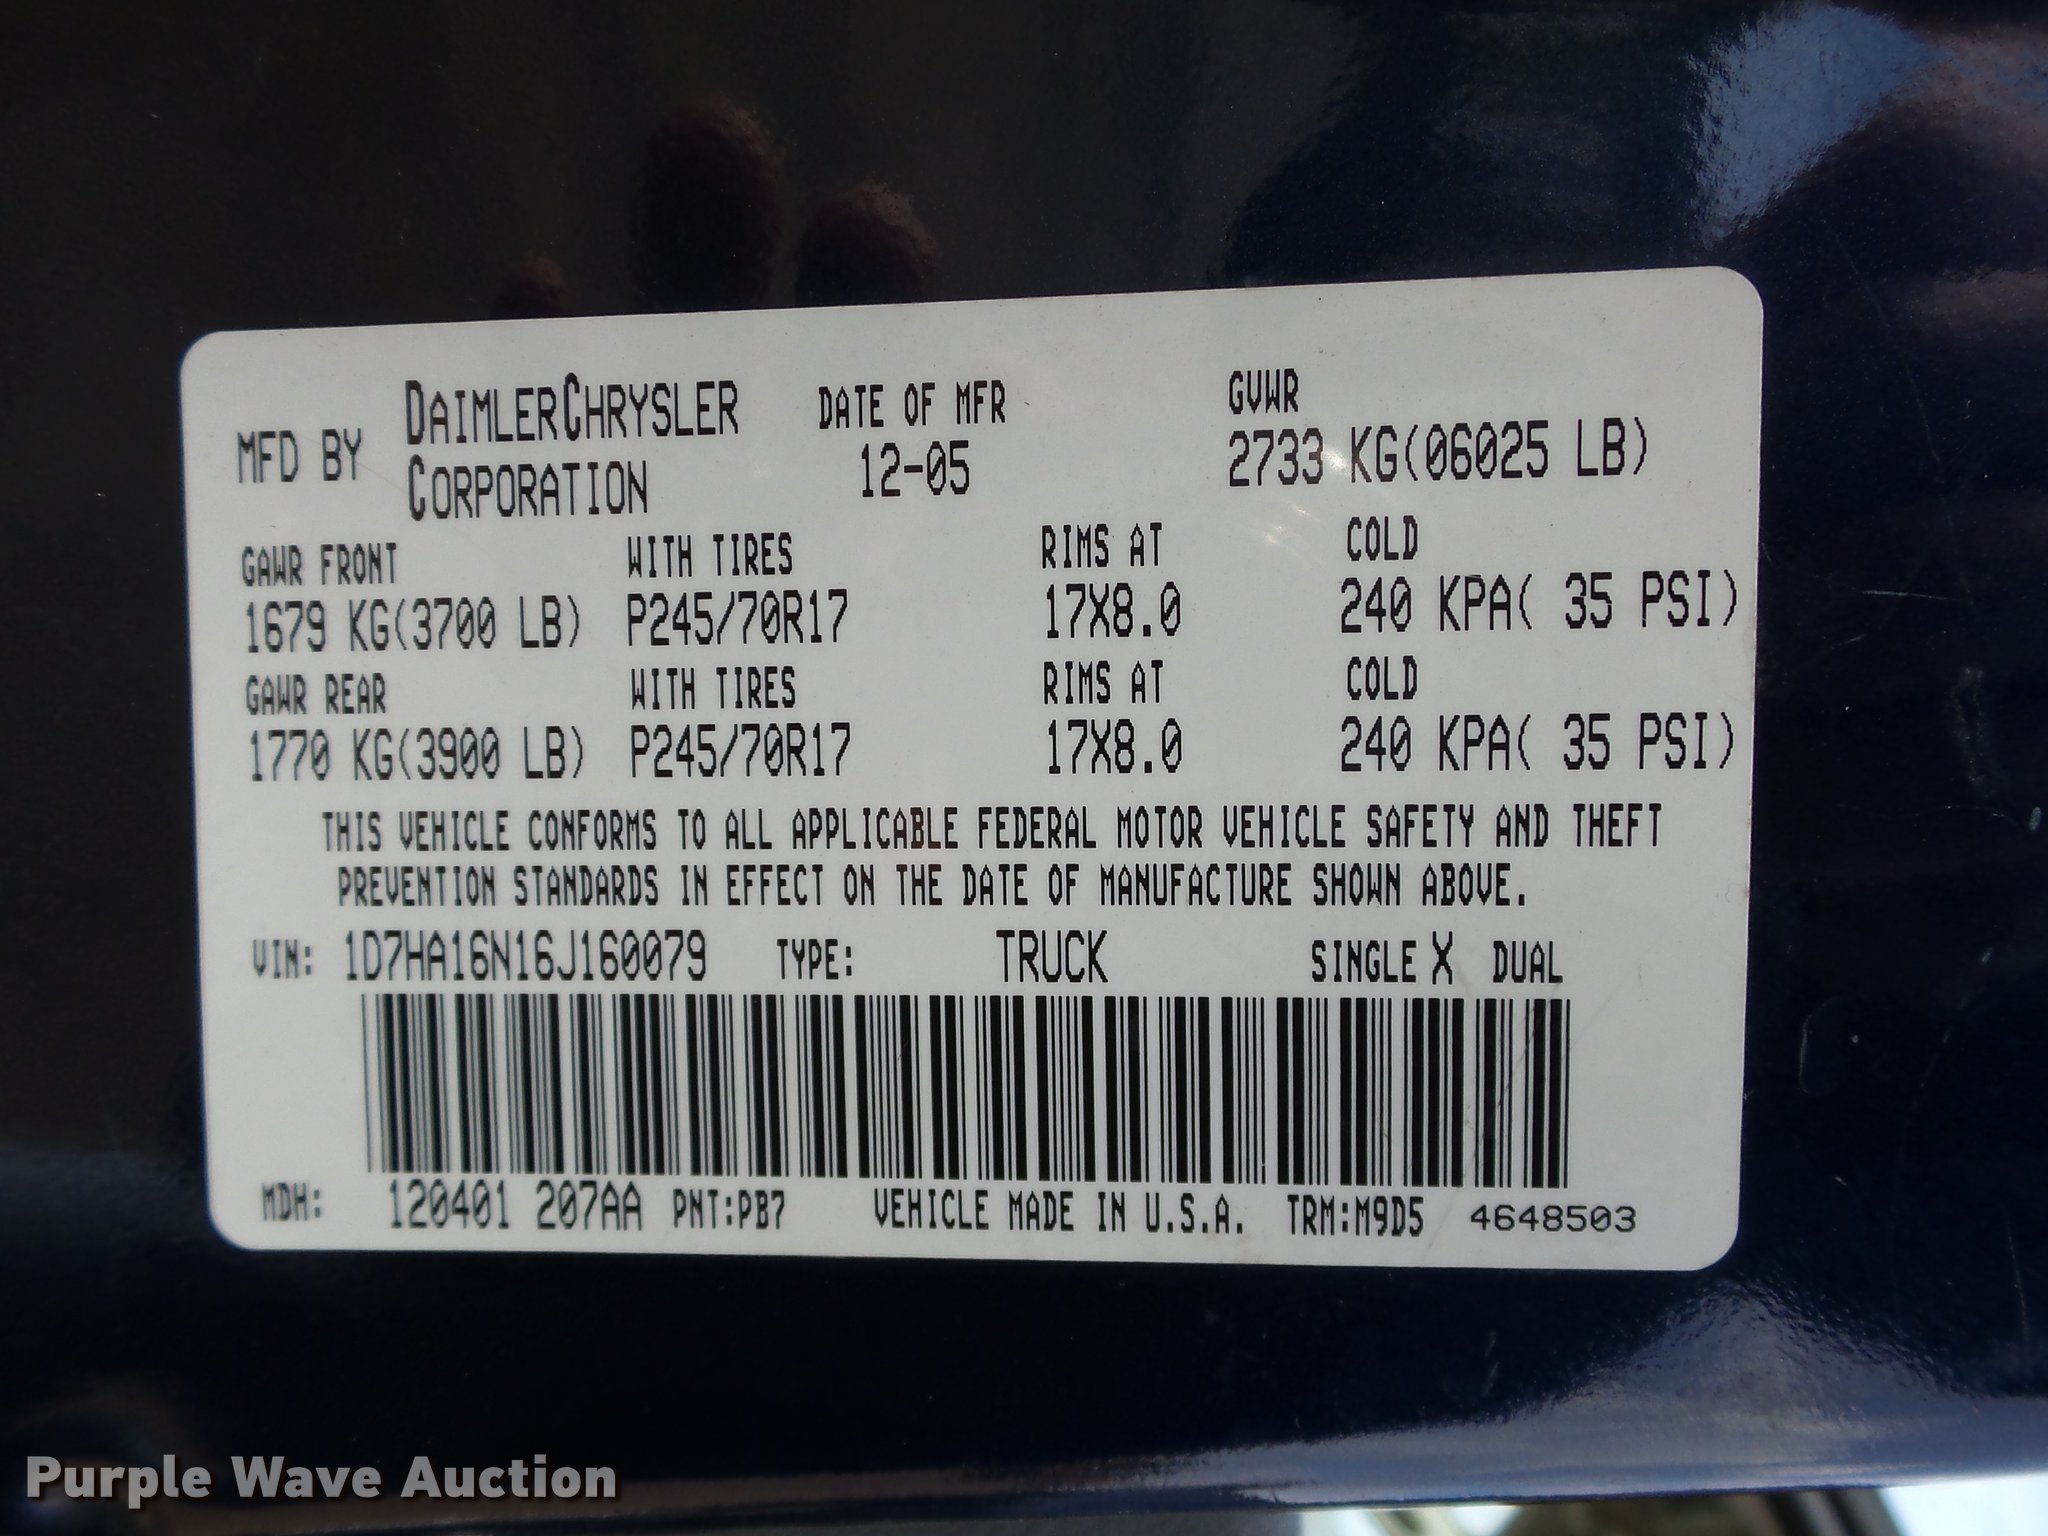 MFD BY DAIMLERCHRYSLER CORPORATION DATE OF MFR 12-05 GVWR 2733 KG(06025 LB)
GAWR FRONT WITH TIRES RIMS AT COLD
1679 KG(3700 LB) P245/70R17 17X8.0 240 KPA( 35 PSI)
GAWR REAR WITH TIRES RIMS AT COLD
1770 KG(3900 LB) P245/70R17 17X8.0 240 KPA( 35 PSI)
THIS VEHICLE CONFORMS TO ALL APPLICABLE FEDERAL MOTOR VEHICLE SAFETY AND THEFT
PREVENTION STANDARDS IN EFFECT ON THE DATE OF MANUFACTURE SHOWN ABOVE.
VIN: 1D7HA16N16J160079 TYPE: TRUCK SINGLE X DUAL
MDH: 120401 207AA PNT:PB7 VEHICLE MADE IN U.S.A. TRM:M9D5 4648503
Purple Wave Auction